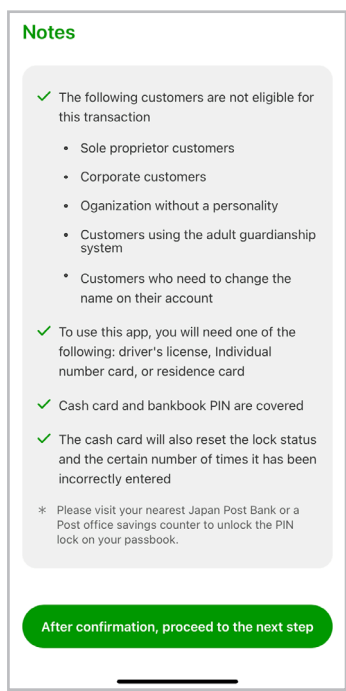 Notes
The following customers are not eligible for
this transaction
• Sole proprietor customers
• Corporate customers
• Oganization without a personality
• Customers using the adult guardianship
system
• Customers who need to change the
name on their account
To use this app, you will need one of the
following: driver's license, Individual
number card, or residence card
Cash card and bankbook PIN are covered
The cash card will also reset the lock status
and the certain number of times it has been
incorrectly entered
* Please visit your nearest Japan Post Bank or a
Post office savings counter to unlock the PIN
lock on your passbook.
After confirmation, proceed to the next step